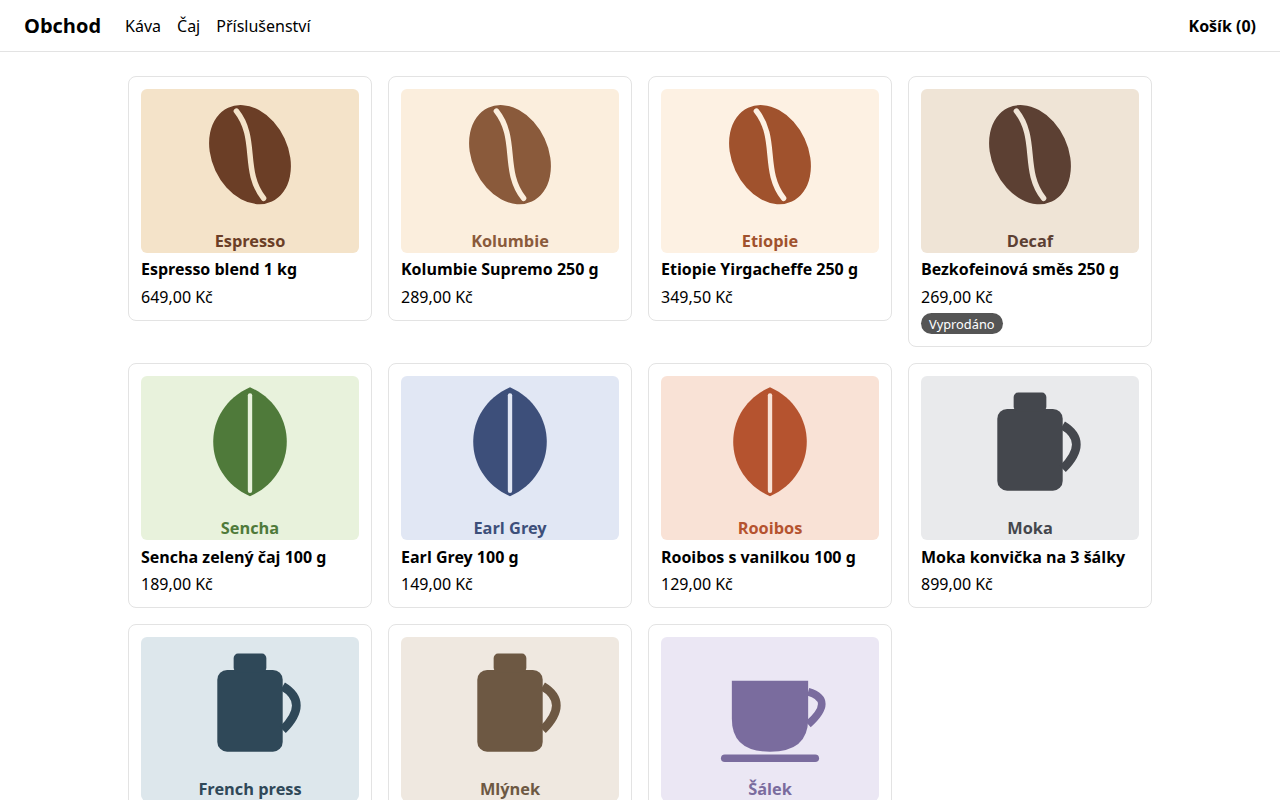 Obchod Káva Čaj Příslušenství Košík (0)
Espresso Kolumbie Etiopie Decaf
Espresso blend 1 kg Kolumbie Supremo 250 g Etiopie Yirgacheffe 250 g Bezkofeinová směs 250 g
649,00 Kč 289,00 Kč 349,50 Kč 269,00 Kč
Vyprodáno
Sencha Earl Grey Rooibos Moka
Sencha zelený čaj 100 g Earl Grey 100 g Rooibos s vanilkou 100 g Moka konvička na 3 šálky
189,00 Kč 149,00 Kč 129,00 Kč 899,00 Kč
French press Mlýnek Šálek